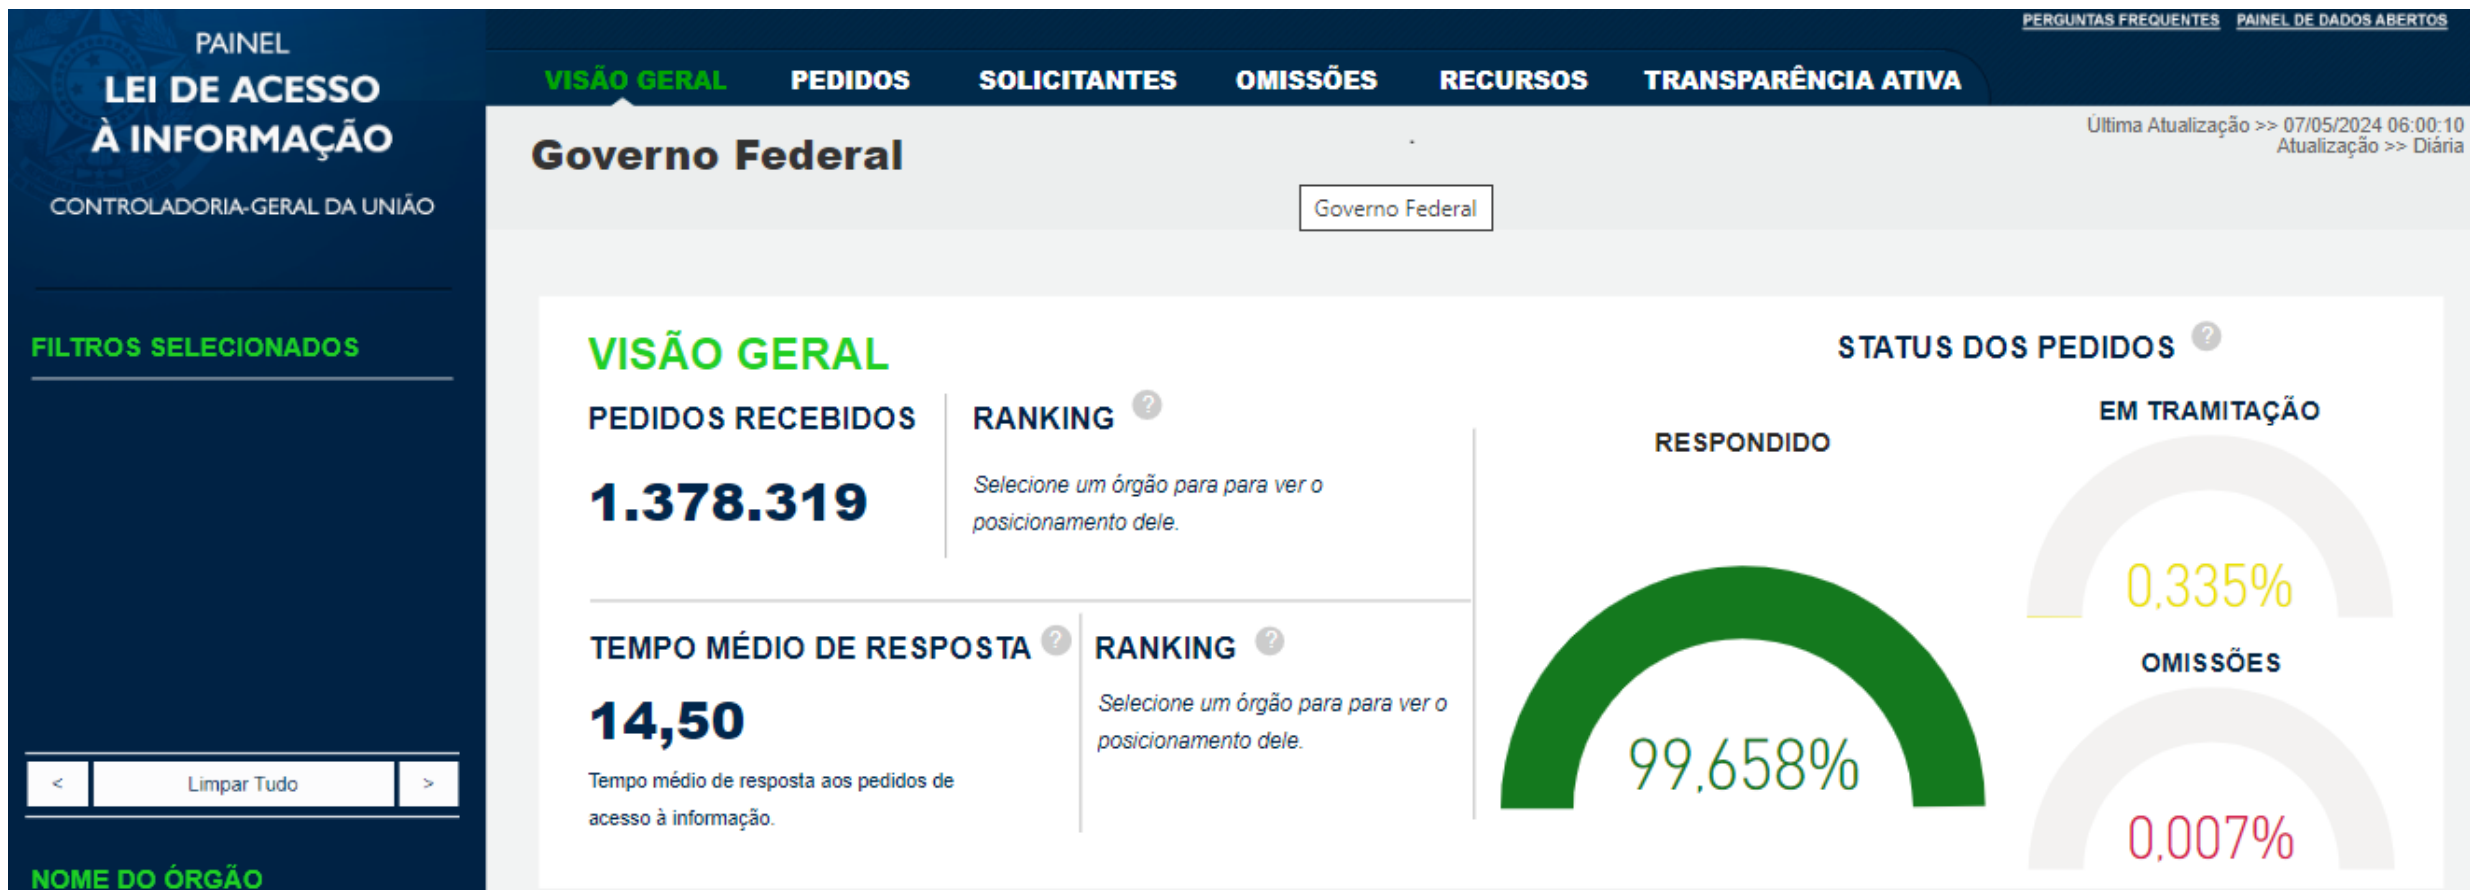 PAINEL
LEI DE ACESSO
À INFORMAÇÃO
CONTROLADORIA-GERAL DA UNIÃO
FILTROS SELECIONADOS
<
Limpar Tudo
>
NOME DO ÓRGÃO
PERGUNTAS FREQUENTES
PAINEL DE DADOS ABERTOS
VISÃO GERAL
PEDIDOS
SOLICITANTES
OMISSÕES
RECURSOS
TRANSPARÊNCIA ATIVA
Governo Federal
Última Atualização >> 07/05/2024 06:00:10
Atualização >> Diária
Governo Federal
VISÃO GERAL
PEDIDOS RECEBIDOS
1.378.319
RANKING ?
Selecione um órgão para para ver o
posicionamento dele.
TEMPO MÉDIO DE RESPOSTA ?
14,50
Tempo médio de resposta aos pedidos de
acesso à informação.
RANKING ?
Selecione um órgão para para ver o
posicionamento dele.
STATUS DOS PEDIDOS ?
RESPONDIDO
99,658%
EM TRAMITAÇÃO
0,335%
OMISSÕES
0,007%